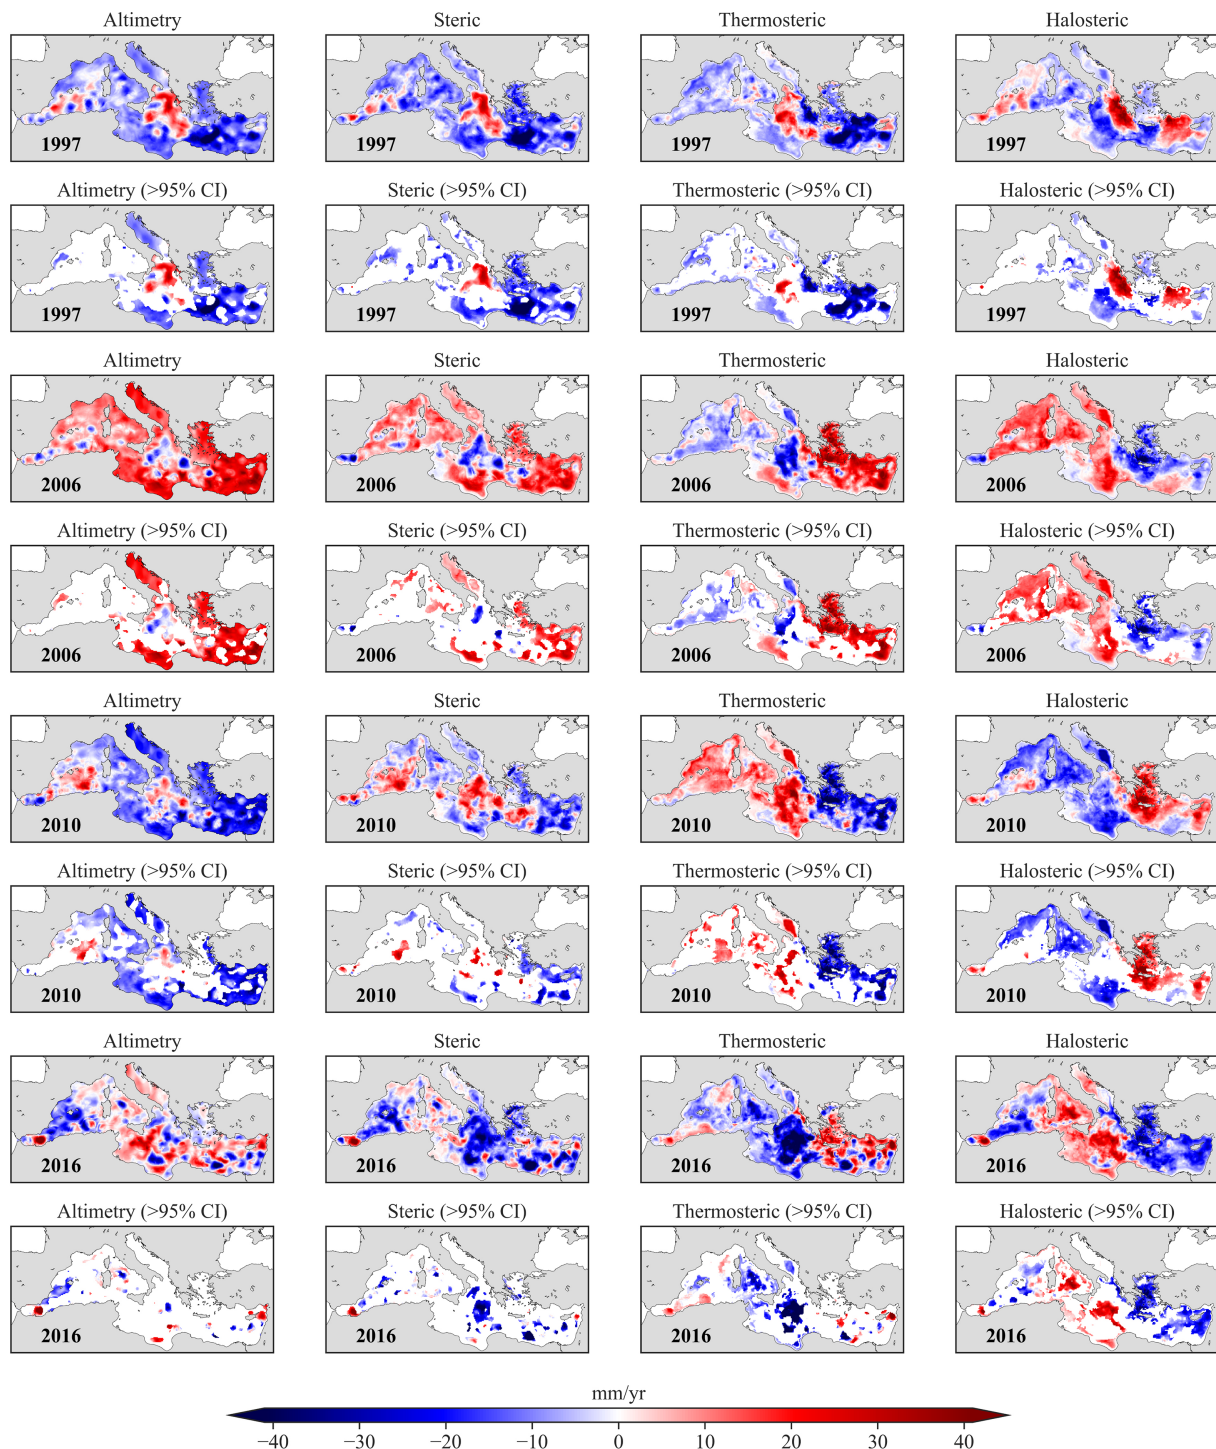 Altimetry Steric Thermosteric Halosteric
1997 1997 1997 1997
Altimetry (>95% CI) Steric (>95% CI) Thermosteric (>95% CI) Halosteric (>95% CI)
1997 1997 1997 1997
Altimetry Steric Thermosteric Halosteric
2006 2006 2006 2006
Altimetry (>95% CI) Steric (>95% CI) Thermosteric (>95% CI) Halosteric (>95% CI)
2006 2006 2006 2006
Altimetry Steric Thermosteric Halosteric
2010 2010 2010 2010
Altimetry (>95% CI) Steric (>95% CI) Thermosteric (>95% CI) Halosteric (>95% CI)
2010 2010 2010 2010
Altimetry Steric Thermosteric Halosteric
2016 2016 2016 2016
Altimetry (>95% CI) Steric (>95% CI) Thermosteric (>95% CI) Halosteric (>95% CI)
2016 2016 2016 2016
mm/yr
−40 −30 −20 −10 0 10 20 30 40